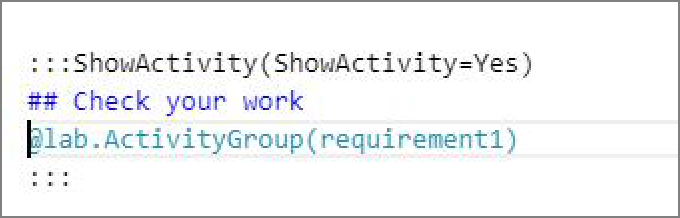 :::ShowActivity(ShowActivity=Yes)
## Check your work
@lab.ActivityGroup(requirement1)
:::